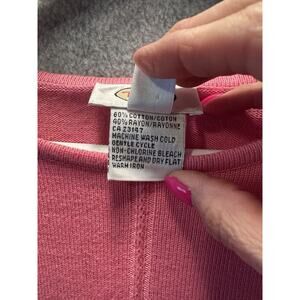 60% COTTON/COTON
40% RAYON/RAYONNE
CA 23197
MACHINE WASH COLD
GENTLE CYCLE
NON-CHLORINE BLEACH
RESHAPE AND DRY FLAT
WARM IRON